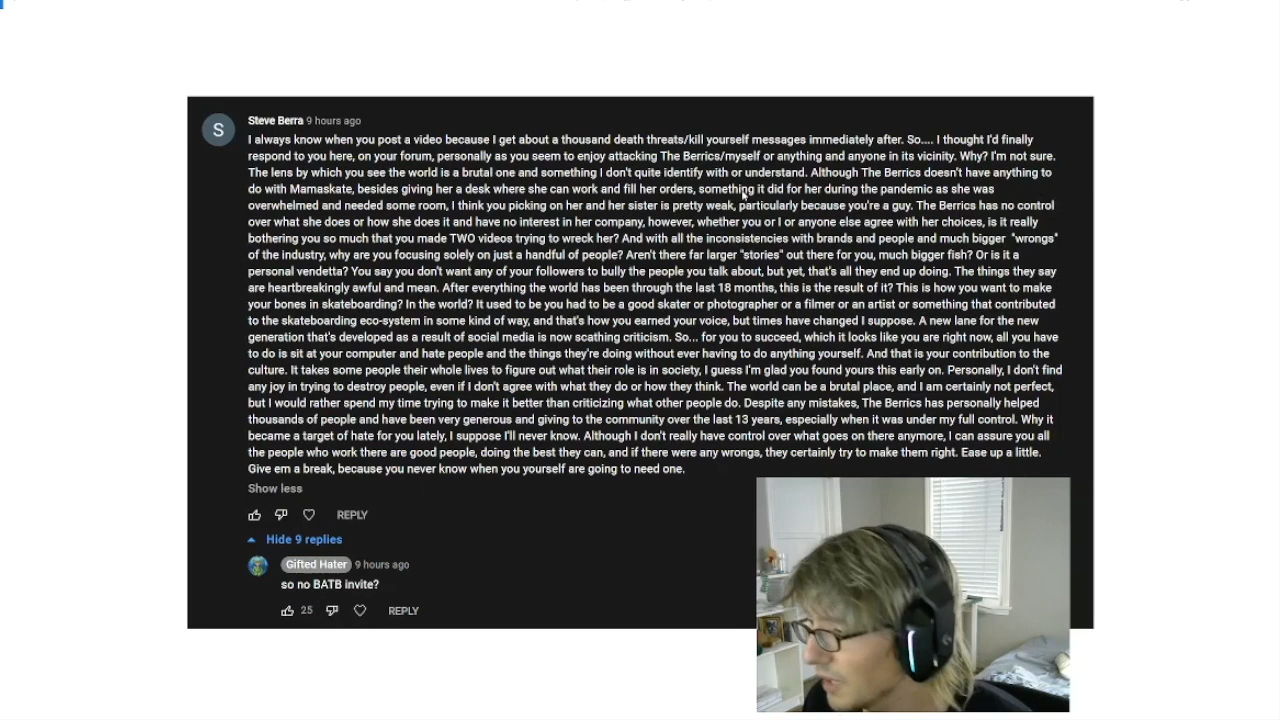 S
Steve Berra 9 hours ago
I always know when you post a video because I get about a thousand death threats/kill yourself messages immediately after. So.... I thought I'd finally
respond to you here, on your forum, personally as you seem to enjoy attacking The Berrics/myself or anything and anyone in its vicinity. Why? I'm not sure.
The lens by which you see the world is a brutal one and something I don't quite identify with or understand. Although The Berrics doesn't have anything to
do with Mamaskate, besides giving her a desk where she can work and fill her orders, something it did for her during the pandemic as she was
overwhelmed and needed some room, I think you picking on her and her sister is pretty weak, particularly because you're a guy. The Berrics has no control
over what she does or how she does it and have no interest in her company, however, whether you or I or anyone else agree with her choices, is it really
bothering you so much that you made TWO videos trying to wreck her? And with all the inconsistencies with brands and people and much bigger "wrongs"
of the industry, why are you focusing solely on just a handful of people? Aren't there far larger "stories" out there for you, much bigger fish? Or is it a
personal vendetta? You say you don't want any of your followers to bully the people you talk about, but yet, that's all they end up doing. The things they say
are heartbreakingly awful and mean. After everything the world has been through the last 18 months, this is the result of it? This is how you want to make
your bones in skateboarding? In the world? It used to be you had to be a good skater or photographer or a filmer or an artist or something that contributed
to the skateboarding eco-system in some kind of way, and that's how you earned your voice, but times have changed I suppose. A new lane for the new
generation that's developed as a result of social media is now scathing criticism. So... for you to succeed, which it looks like you are right now, all you have
to do is sit at your computer and hate people and the things they're doing without ever having to do anything yourself. And that is your contribution to the
culture. It takes some people their whole lives to figure out what their role is in society, I guess I'm glad you found yours this early on. Personally, I don't find
any joy in trying to destroy people, even if I don't agree with what they do or how they think. The world can be a brutal place, and I am certainly not perfect,
but I would rather spend my time trying to make it better than criticizing what other people do. Despite any mistakes, The Berrics has personally helped
thousands of people and have been very generous and giving to the community over the last 13 years, especially when it was under my full control. Why it
became a target of hate for you lately, I suppose I'll never know. Although I don't really have control over what goes on there anymore, I can assure you all
the people who work there are good people, doing the best they can, and if there were any wrongs, they certainly try to make them right. Ease up a little.
Give em a break, because you never know when you yourself are going to need one.
Show less
REPLY
Hide 9 replies
Gifted Hater 9 hours ago
so no BATB invite?
25 REPLY